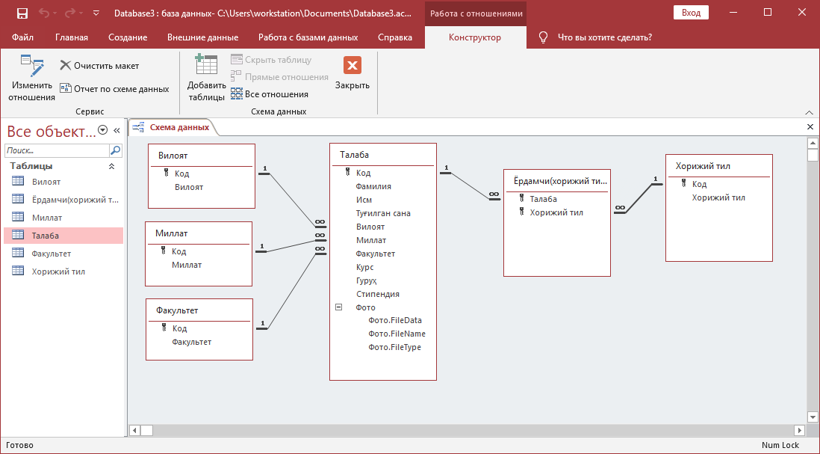 Database3 : база данных- C:\Users\workstation\Documents\Database3.ac...
Работа с отношениями
Вход
Файл Главная Создание Внешние данные Работа с базами данных Справка Конструктор Что вы хотите сделать?
Изменить отношения
Очистить макет
Отчет по схеме данных
Сервис
Добавить таблицы
Скрыть таблицу
Прямые отношения
Все отношения
Закрыть
Схема данных
Все объект...
Поиск...
Таблицы
Вилоят
Ёрдамчи(хорижий т...
Миллат
Талаба
Факультет
Хорижий тил
Схема данных
Вилоят
Код
Вилоят
1
∞
Миллат
Код
Миллат
1
∞
Факультет
Код
Факультет
1
∞
Талаба
Код
Фамилия
Исм
Туғилган сана
Вилоят
Миллат
Факультет
Курс
Гуруҳ
Стипендия
Фото
Фото.FileData
Фото.FileName
Фото.FileType
1
∞
Ёрдамчи(хорижий ти...
Талаба
Хорижий тил
∞
1
Хорижий тил
Код
Хорижий тил
Готово
Num Lock